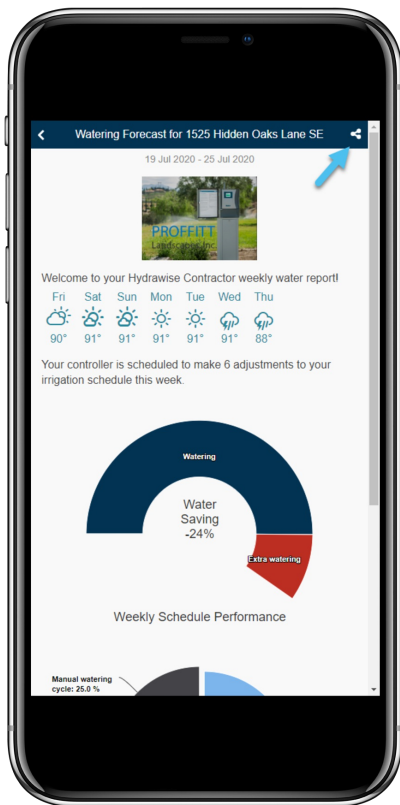 Watering Forecast for 1525 Hidden Oaks Lane SE
19 Jul 2020 - 25 Jul 2020
PROFFITT
Landscapes Inc
Welcome to your Hydrawise Contractor weekly water report!
Fri Sat Sun Mon Tue Wed Thu
90° 91° 91° 91° 91° 91° 88°
Your controller is scheduled to make 6 adjustments to your
irrigation schedule this week.
Watering
Water
Saving
-24%
Extra watering
Weekly Schedule Performance
Manual watering
cycle: 25.0 %